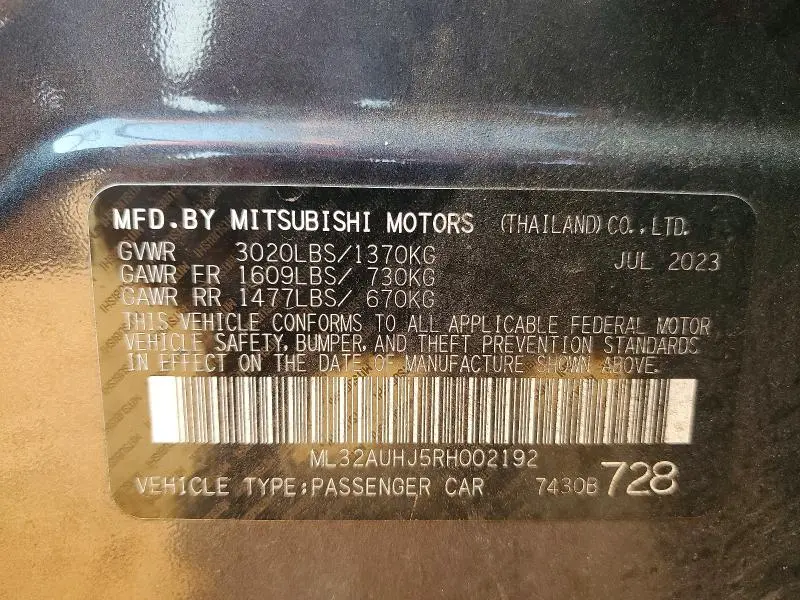 MFD.BY MITSUBISHI MOTORS (THAILAND)CO.,LTD.
GVWR 3020LBS/1370KG JUL 2023
GAWR FR 1609LBS/ 730KG
GAWR RR 1477LBS/ 670KG
THIS VEHICLE CONFORMS TO ALL APPLICABLE FEDERAL MOTOR
VEHICLE SAFETY, BUMPER, AND THEFT PREVENTION STANDARDS
IN EFFECT ON THE DATE OF MANUFACTURE SHOWN ABOVE.
ML32AUHJ5RH002192
VEHICLE TYPE:PASSENGER CAR 7430B 728